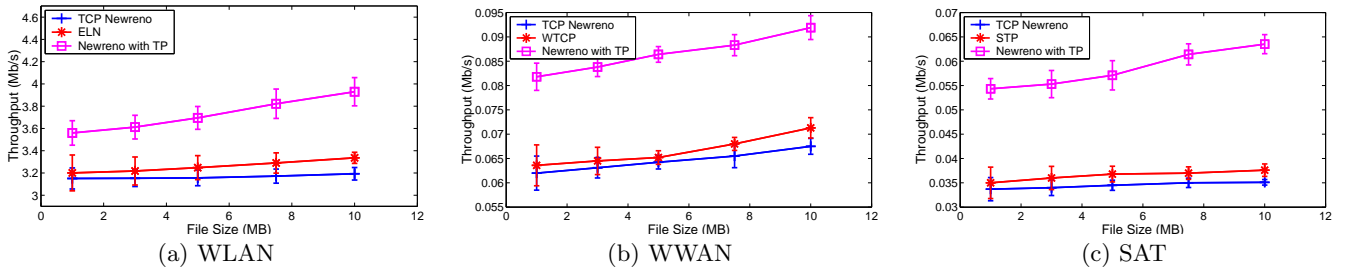 Throughput (Mb/s)
4.6
4.4
4.2
4
3.8
3.6
3.4
3.2
3
0 2 4 6 8 10 12
File Size (MB)
TCP Newreno
ELN
Newreno with TP
(a) WLAN
Throughput (Mb/s)
0.095
0.09
0.085
0.08
0.075
0.07
0.065
0.06
0.055
0 2 4 6 8 10 12
File Size (MB)
TCP Newreno
WTCP
Newreno with TP
(b) WWAN
Throughput (Mb/s)
0.07
0.065
0.06
0.055
0.05
0.045
0.04
0.035
0.03
0 2 4 6 8 10 12
File Size (MB)
TCP Newreno
STP
Newreno with TP
(c) SAT